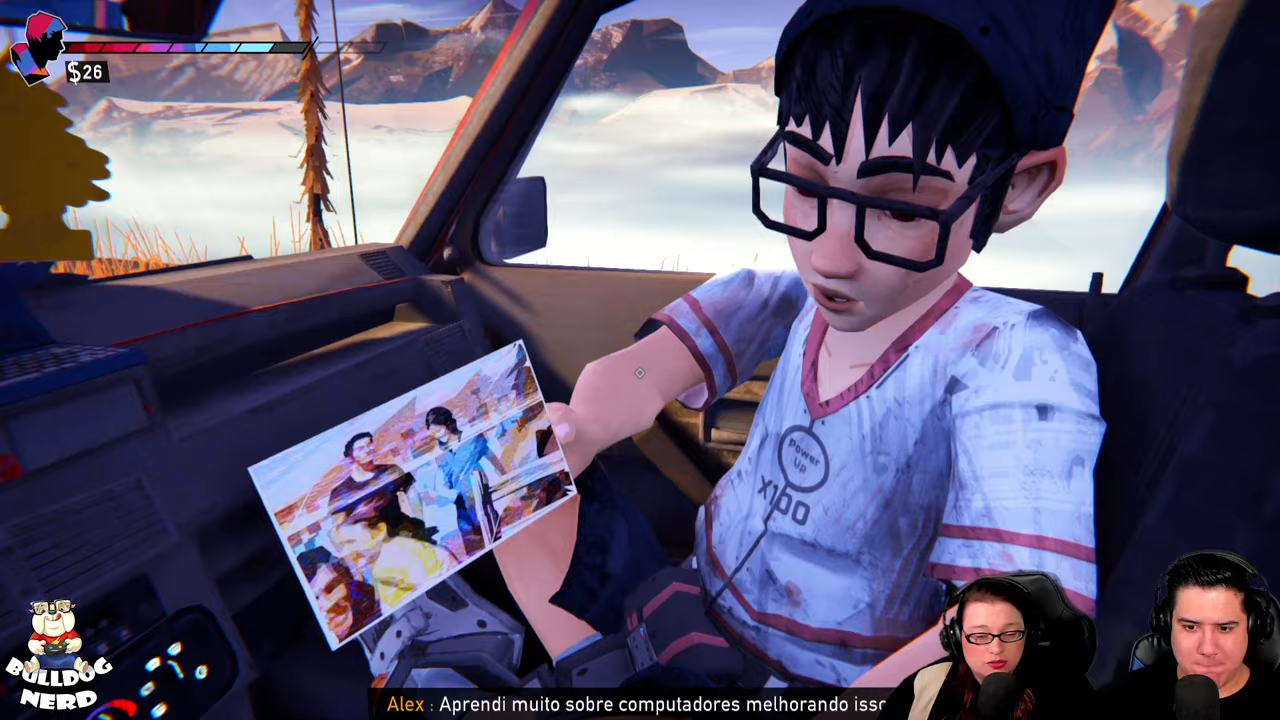 $26
Power
Up
x100
BULLDOG
NERD
Alex : Aprendi muito sobre computadores melhorando isso